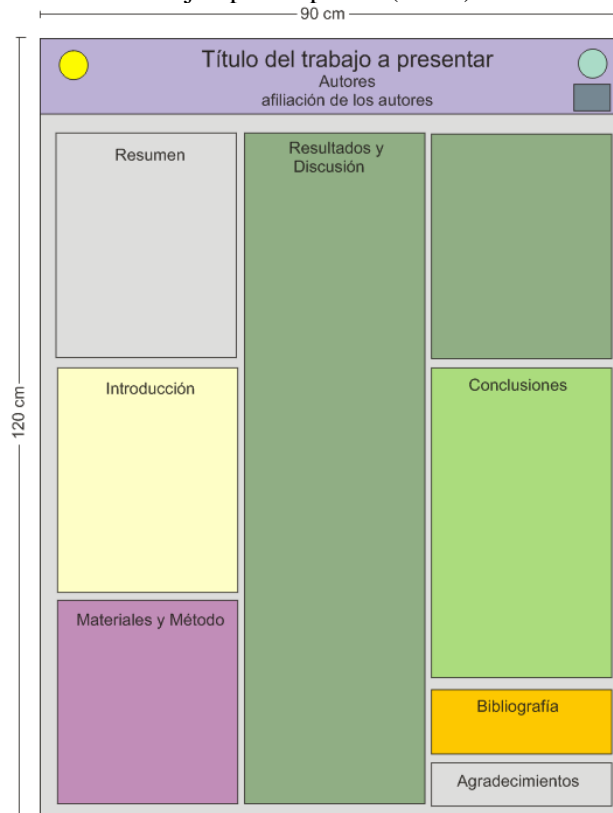 90 cm
Título del trabajo a presentar
Autores
afiliación de los autores
120 cm
Resumen
Introducción
Materiales y Método
Resultados y
Discusión
Conclusiones
Bibliografía
Agradecimientos